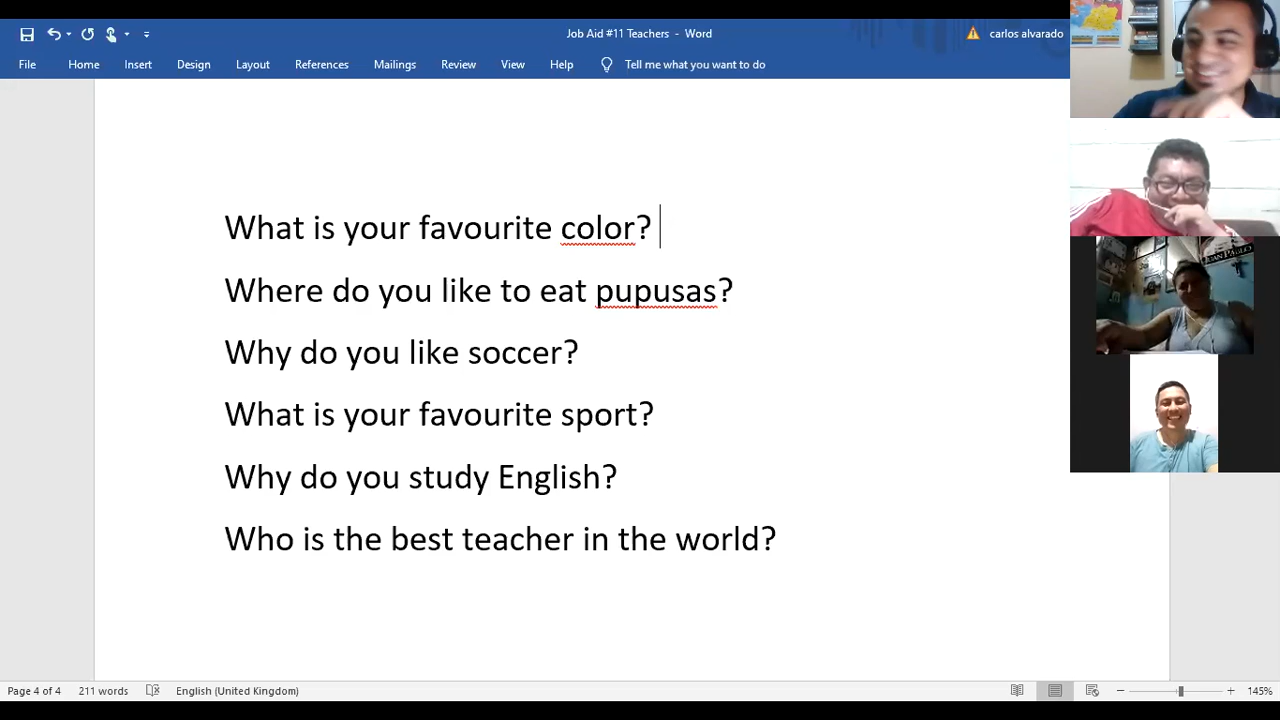 Job Aid #11 Teachers - Word
carlos alvarado
File Home Insert Design Layout References Mailings Review View Help Tell me what you want to do
JUAN PABLO
What is your favourite color?
Where do you like to eat pupusas?
Why do you like soccer?
What is your favourite sport?
Why do you study English?
Who is the best teacher in the world?
Page 4 of 4 211 words English (United Kingdom) 145%